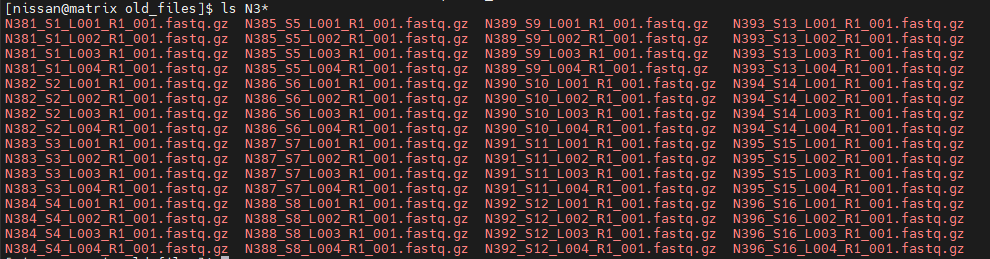 [nissan@matrix old_files]$ ls N3*
N381_S1_L001_R1_001.fastq.gz N385_S5_L001_R1_001.fastq.gz N389_S9_L001_R1_001.fastq.gz N393_S13_L001_R1_001.fastq.gz
N381_S1_L002_R1_001.fastq.gz N385_S5_L002_R1_001.fastq.gz N389_S9_L002_R1_001.fastq.gz N393_S13_L002_R1_001.fastq.gz
N381_S1_L003_R1_001.fastq.gz N385_S5_L003_R1_001.fastq.gz N389_S9_L003_R1_001.fastq.gz N393_S13_L003_R1_001.fastq.gz
N381_S1_L004_R1_001.fastq.gz N385_S5_L004_R1_001.fastq.gz N389_S9_L004_R1_001.fastq.gz N393_S13_L004_R1_001.fastq.gz
N382_S2_L001_R1_001.fastq.gz N386_S6_L001_R1_001.fastq.gz N390_S10_L001_R1_001.fastq.gz N394_S14_L001_R1_001.fastq.gz
N382_S2_L002_R1_001.fastq.gz N386_S6_L002_R1_001.fastq.gz N390_S10_L002_R1_001.fastq.gz N394_S14_L002_R1_001.fastq.gz
N382_S2_L003_R1_001.fastq.gz N386_S6_L003_R1_001.fastq.gz N390_S10_L003_R1_001.fastq.gz N394_S14_L003_R1_001.fastq.gz
N382_S2_L004_R1_001.fastq.gz N386_S6_L004_R1_001.fastq.gz N390_S10_L004_R1_001.fastq.gz N394_S14_L004_R1_001.fastq.gz
N383_S3_L001_R1_001.fastq.gz N387_S7_L001_R1_001.fastq.gz N391_S11_L001_R1_001.fastq.gz N395_S15_L001_R1_001.fastq.gz
N383_S3_L002_R1_001.fastq.gz N387_S7_L002_R1_001.fastq.gz N391_S11_L002_R1_001.fastq.gz N395_S15_L002_R1_001.fastq.gz
N383_S3_L003_R1_001.fastq.gz N387_S7_L003_R1_001.fastq.gz N391_S11_L003_R1_001.fastq.gz N395_S15_L003_R1_001.fastq.gz
N383_S3_L004_R1_001.fastq.gz N387_S7_L004_R1_001.fastq.gz N391_S11_L004_R1_001.fastq.gz N395_S15_L004_R1_001.fastq.gz
N384_S4_L001_R1_001.fastq.gz N388_S8_L001_R1_001.fastq.gz N392_S12_L001_R1_001.fastq.gz N396_S16_L001_R1_001.fastq.gz
N384_S4_L002_R1_001.fastq.gz N388_S8_L002_R1_001.fastq.gz N392_S12_L002_R1_001.fastq.gz N396_S16_L002_R1_001.fastq.gz
N384_S4_L003_R1_001.fastq.gz N388_S8_L003_R1_001.fastq.gz N392_S12_L003_R1_001.fastq.gz N396_S16_L003_R1_001.fastq.gz
N384_S4_L004_R1_001.fastq.gz N388_S8_L004_R1_001.fastq.gz N392_S12_L004_R1_001.fastq.gz N396_S16_L004_R1_001.fastq.gz